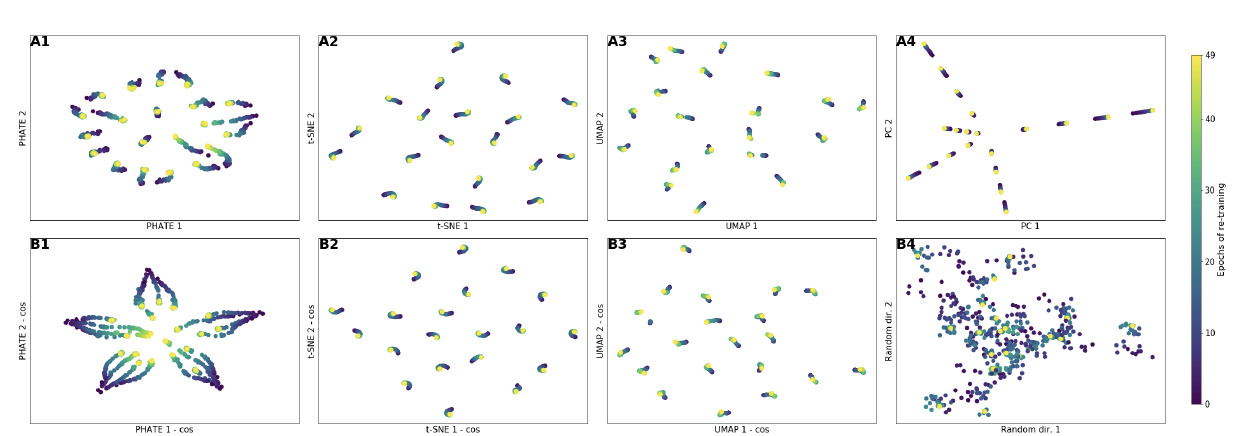 A1
A2
A3
A4
PHATE 2
t-SNE 2
UMAP 2
PC 2
PHATE 1
t-SNE 1
UMAP 1
PC 1
B1
B2
B3
B4
PHATE 2 - cos
t-SNE 2 - cos
UMAP 2 - cos
Random dir. 2
PHATE 1 - cos
t-SNE 1 - cos
UMAP 1 - cos
Random dir. 1
49
40
30
20
10
0
Epochs of re-training